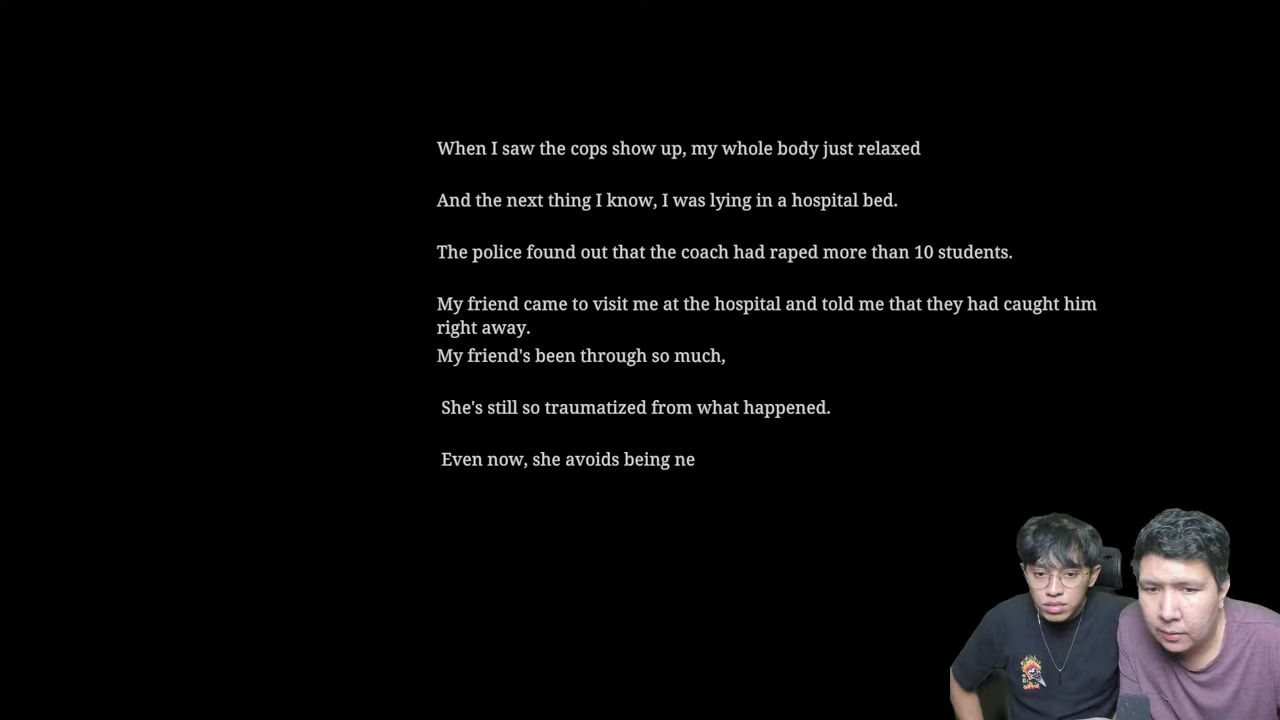 When I saw the cops show up, my whole body just relaxed
And the next thing I know, I was lying in a hospital bed.
The police found out that the coach had raped more than 10 students.
My friend came to visit me at the hospital and told me that they had caught him
right away.
My friend's been through so much,
She's still so traumatized from what happened.
Even now, she avoids being ne